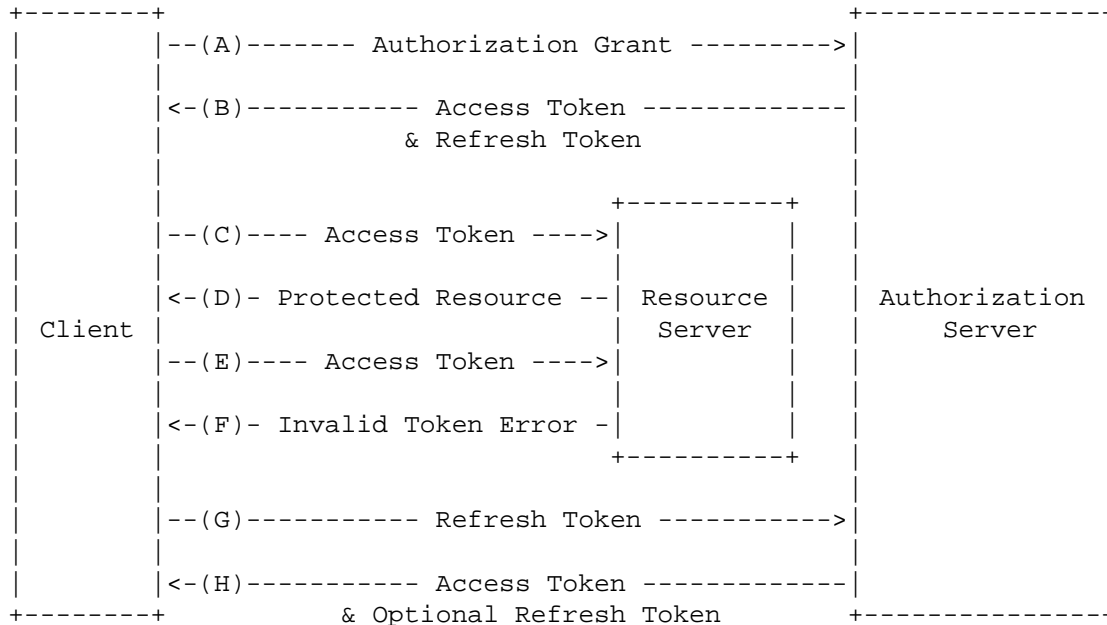 --(A)------- Authorization Grant --------->
<-(B)----------- Access Token -------------
& Refresh Token
--(C)---- Access Token ---->
<-(D)- Protected Resource --
Resource
Server
Client
Authorization
Server
--(E)---- Access Token ---->
<-(F)- Invalid Token Error -
--(G)----------- Refresh Token ----------->
<-(H)----------- Access Token -------------
& Optional Refresh Token